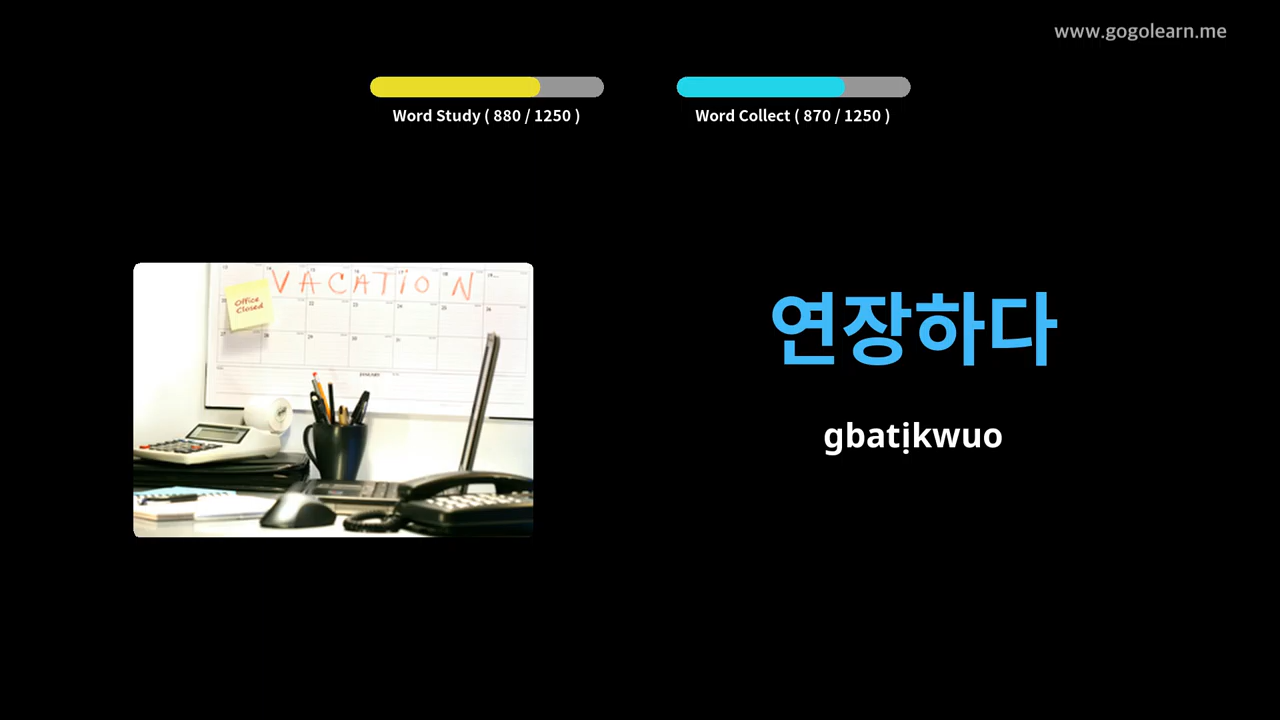 www.gogolearn.me
Word Study ( 880 / 1250 )
Word Collect ( 870 / 1250 )
VACATION
Office
Closed
연장하다
gbatịkwuo